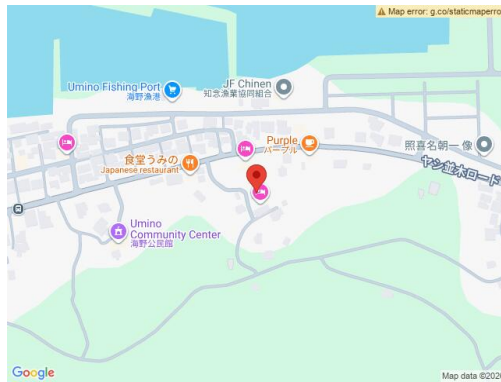 ⚠ Map error: g.co/staticmaperro
Umino Fishing Port
海野漁港
JF Chinen
知念漁業協同組合
Purple
パープル
照喜名朝一像
食堂うみの
Japanese restaurant
ヤシ並木ロード
Umino
Community Center
海野公民館
Google
Map data ©2026